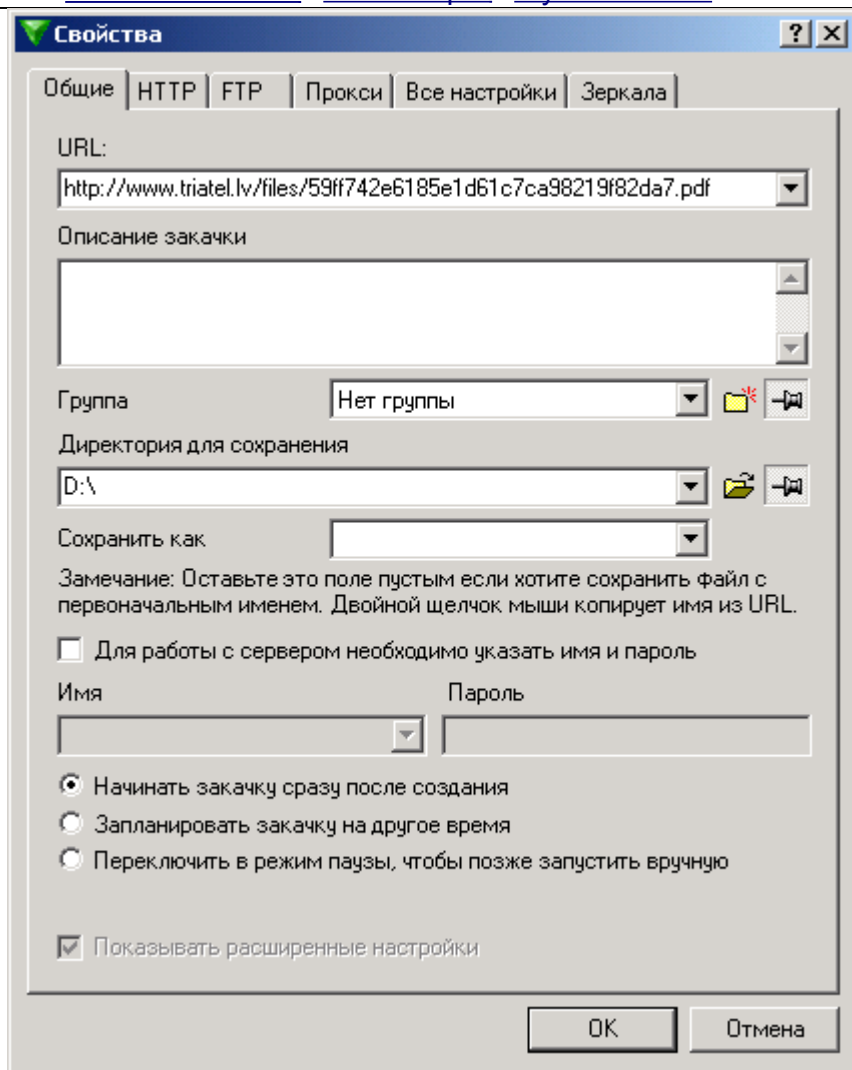 Свойства
Общие HTTP FTP Прокси Все настройки Зеркала
URL:
http://www.triatel.lv/files/59ff742e6185e1d61c7ca98219f82da7.pdf
Описание закачки
Группа Нет группы
Директория для сохранения
D:\
Сохранить как
Замечание: Оставьте это поле пустым если хотите сохранить файл с
первоначальным именем. Двойной щелчок мыши копирует имя из URL.
Для работы с сервером необходимо указать имя и пароль
Имя Пароль
Начинать закачку сразу после создания
Запланировать закачку на другое время
Переключить в режим паузы, чтобы позже запустить вручную
Показывать расширенные настройки
OK Отмена